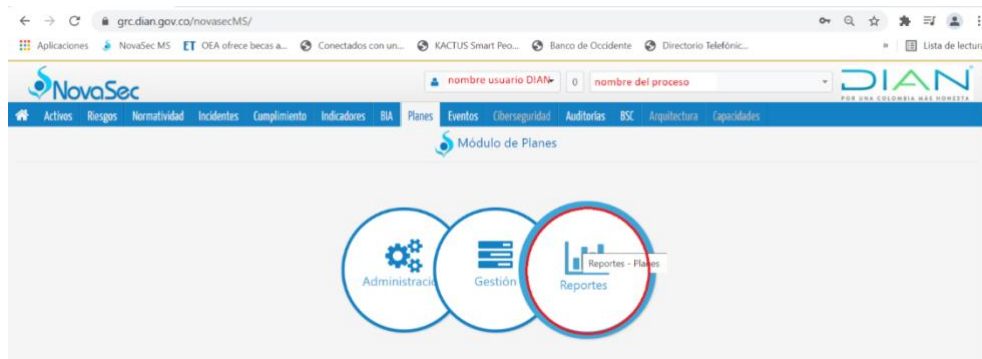 grc.dian.gov.co/novasecMS/
Aplicaciones NovaSec MS ET OEA ofrece becas a... Conectados con un... KACTUS Smart Peo... Banco de Occidente Directorio Telefónic... » Lista de lectura
NovaSec nombre usuario DIAN 0 nombre del proceso DIAN
POR UNA COLOMBIA MÁS HONESTA
Activos Riesgos Normatividad Incidentes Cumplimiento Indicadores BIA Planes Eventos Ciberseguridad Auditorias BSC Arquitectura Capacidades
Módulo de Planes
Reportes - Planes
Administració Gestión Reportes